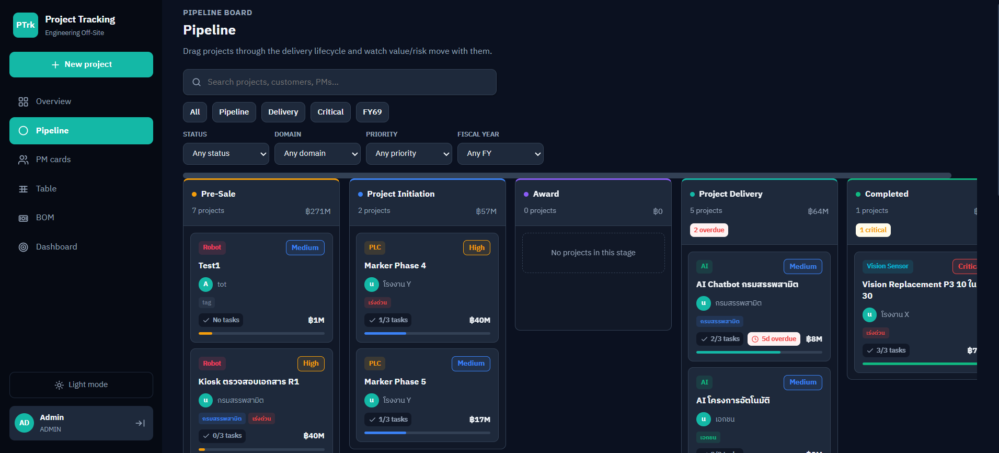 PTrk
Project Tracking
Engineering Off-Site
New project
Overview
Pipeline
PM cards
Table
BOM
Dashboard
Light mode
AD
Admin
ADMIN
PIPELINE BOARD
Pipeline
Drag projects through the delivery lifecycle and watch value/risk move with them.
Search projects, customers, PMs...
All
Pipeline
Delivery
Critical
FY69
STATUS
DOMAIN
PRIORITY
FISCAL YEAR
Any status
Any domain
Any priority
Any FY
Pre-Sale
7 projects
฿271M
Robot
Medium
Test1
A
tot
tag
No tasks
฿1M
Robot
High
Kiosk ตรวจสอบเอกสาร R1
u
กรมสรรพสามิต
กรมสรรพสามิต
เร่งด่วน
0/3 tasks
฿40M
Project Initiation
2 projects
฿57M
PLC
High
Marker Phase 4
u
โรงงาน Y
เร่งด่วน
1/3 tasks
฿40M
PLC
Medium
Marker Phase 5
u
โรงงาน Y
1/3 tasks
฿17M
Award
0 projects
฿0
No projects in this stage
Project Delivery
5 projects
฿64M
2 overdue
AI
Medium
AI Chatbot กรมสรรพสามิต
u
กรมสรรพสามิต
กรมสรรพสามิต
2/3 tasks
5d overdue
฿8M
AI
Medium
AI โครงการอัตโนมัติ
u
เอกชน
เอกชน
Completed
1 projects
1 critical
Vision Sensor
Critic
Vision Replacement P3 10 ใน
30
u
โรงงาน X
เร่งด่วน
3/3 tasks
฿7